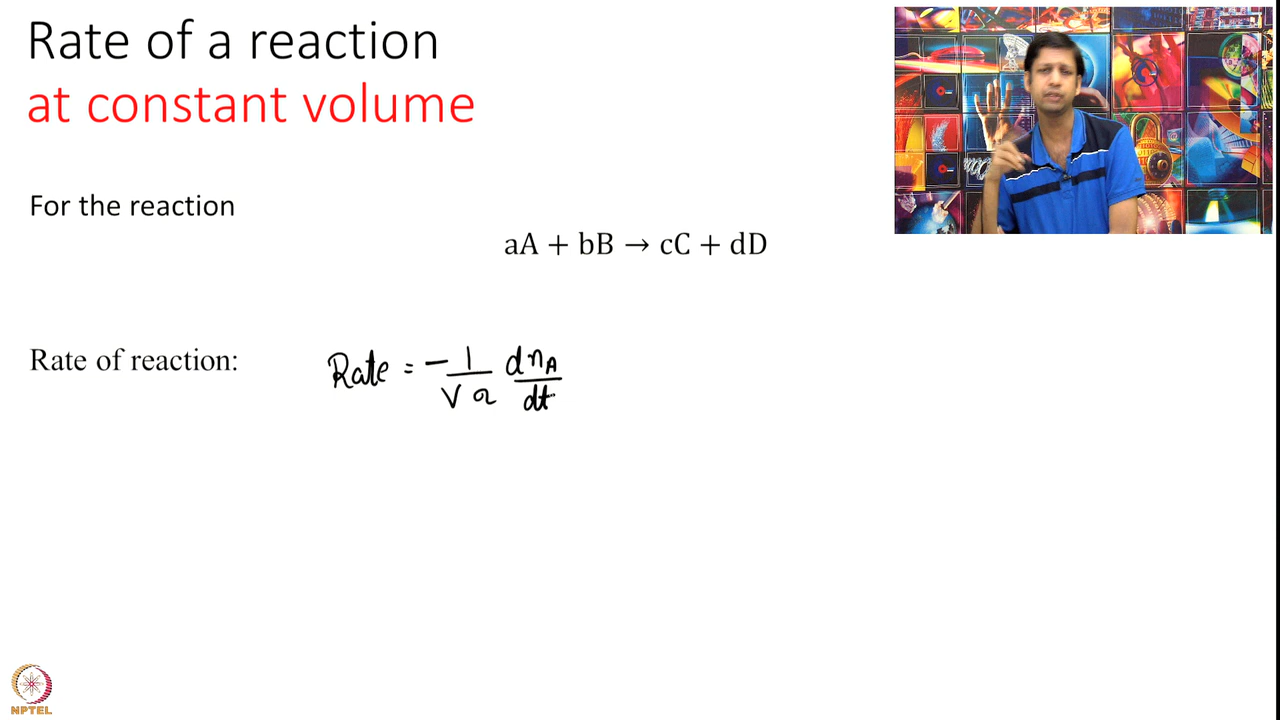 Rate of a reaction
at constant volume
For the reaction
aA + bB → cC + dD
Rate of reaction: Rate = - 1/(V a) dn_A/dt
NPTEL